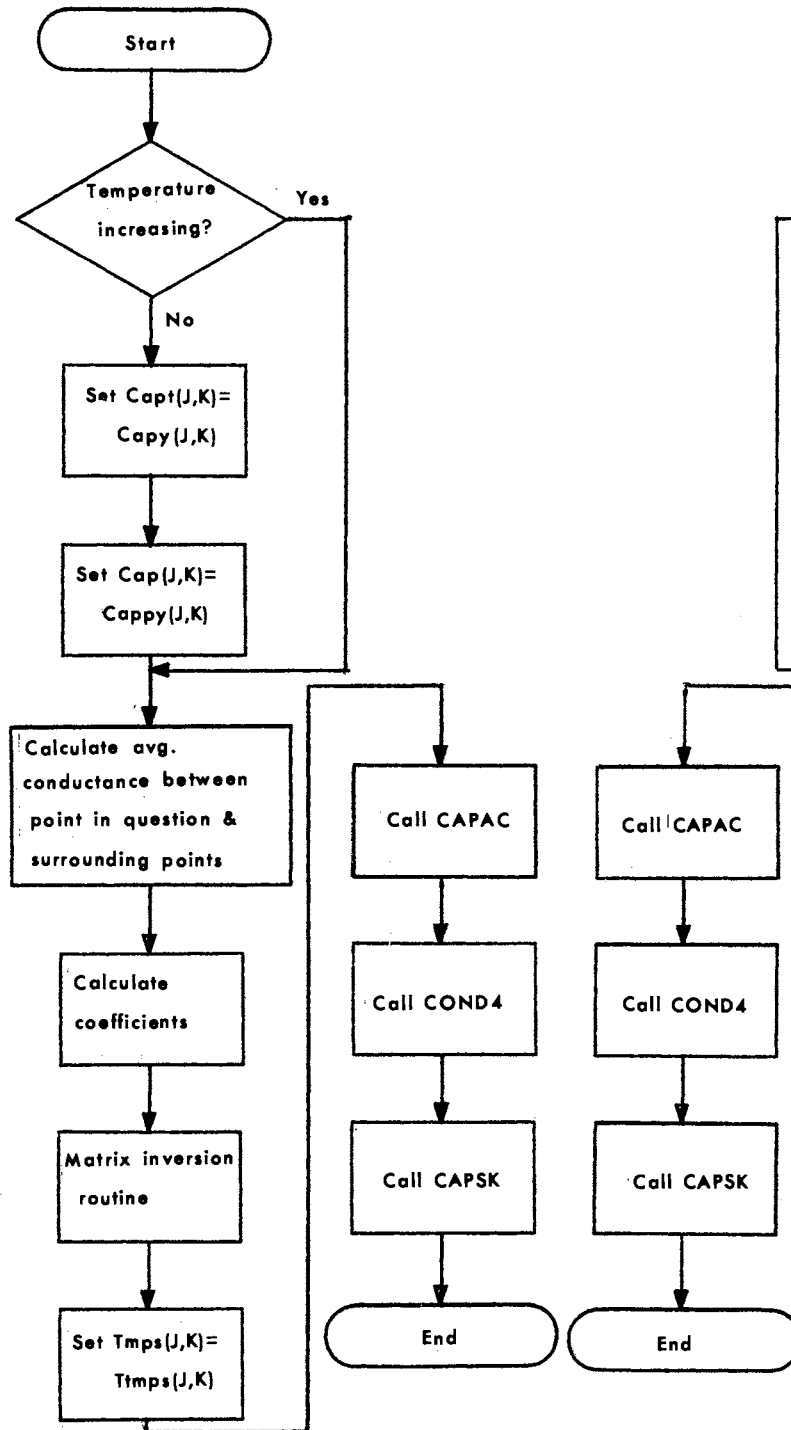 Start
Temperature
increasing?
Yes
No
Set Capt(J,K)=
Capy(J,K)
Set Cap(J,K)=
Cappy(J,K)
Calculate avg.
conductance between
point in question &
surrounding points
Calculate
coefficients
Matrix inversion
routine
Set Tmps(J,K)=
Ttmps(J,K)
Call CAPAC
Call COND4
Call CAPSK
End
Call CAPAC
Call COND4
Call CAPSK
End